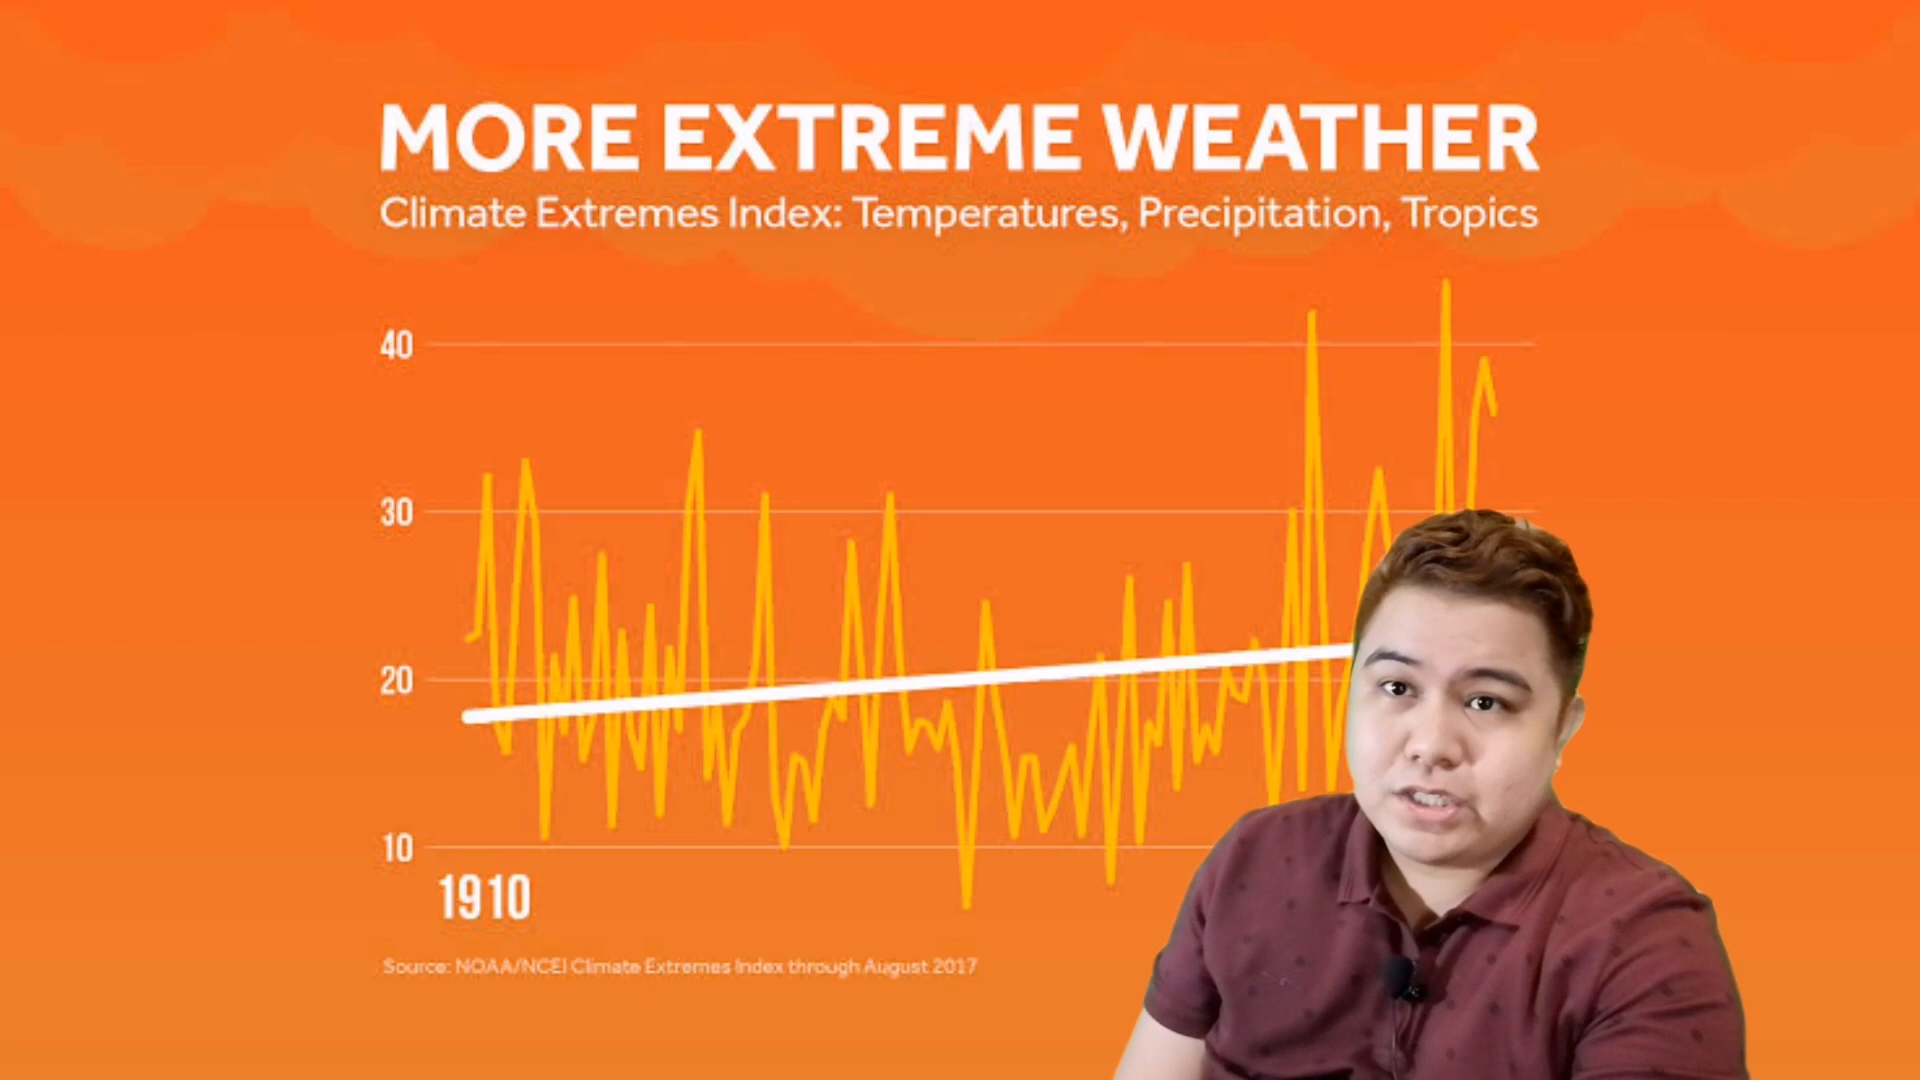 MORE EXTREME WEATHER
Climate Extremes Index: Temperatures, Precipitation, Tropics
40
30
20
10
1910
Source: NOAA/NCEI Climate Extremes Index through August 2017